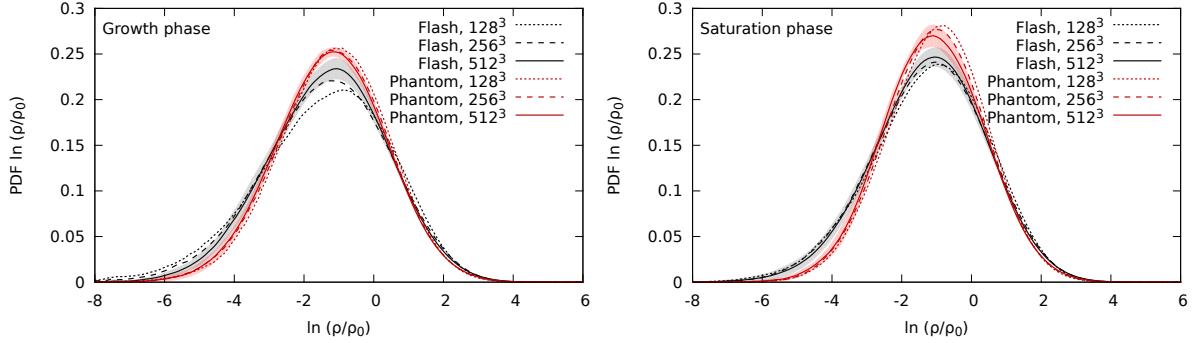 Growth phase
Flash, 128³
Flash, 256³
Flash, 512³
Phantom, 128³
Phantom, 256³
Phantom, 512³
PDF ln (ρ/ρ₀)
0.3
0.25
0.2
0.15
0.1
0.05
0
-8 -6 -4 -2 0 2 4 6
ln (ρ/ρ₀)
Saturation phase
Flash, 128³
Flash, 256³
Flash, 512³
Phantom, 128³
Phantom, 256³
Phantom, 512³
PDF ln (ρ/ρ₀)
0.3
0.25
0.2
0.15
0.1
0.05
0
-8 -6 -4 -2 0 2 4 6
ln (ρ/ρ₀)